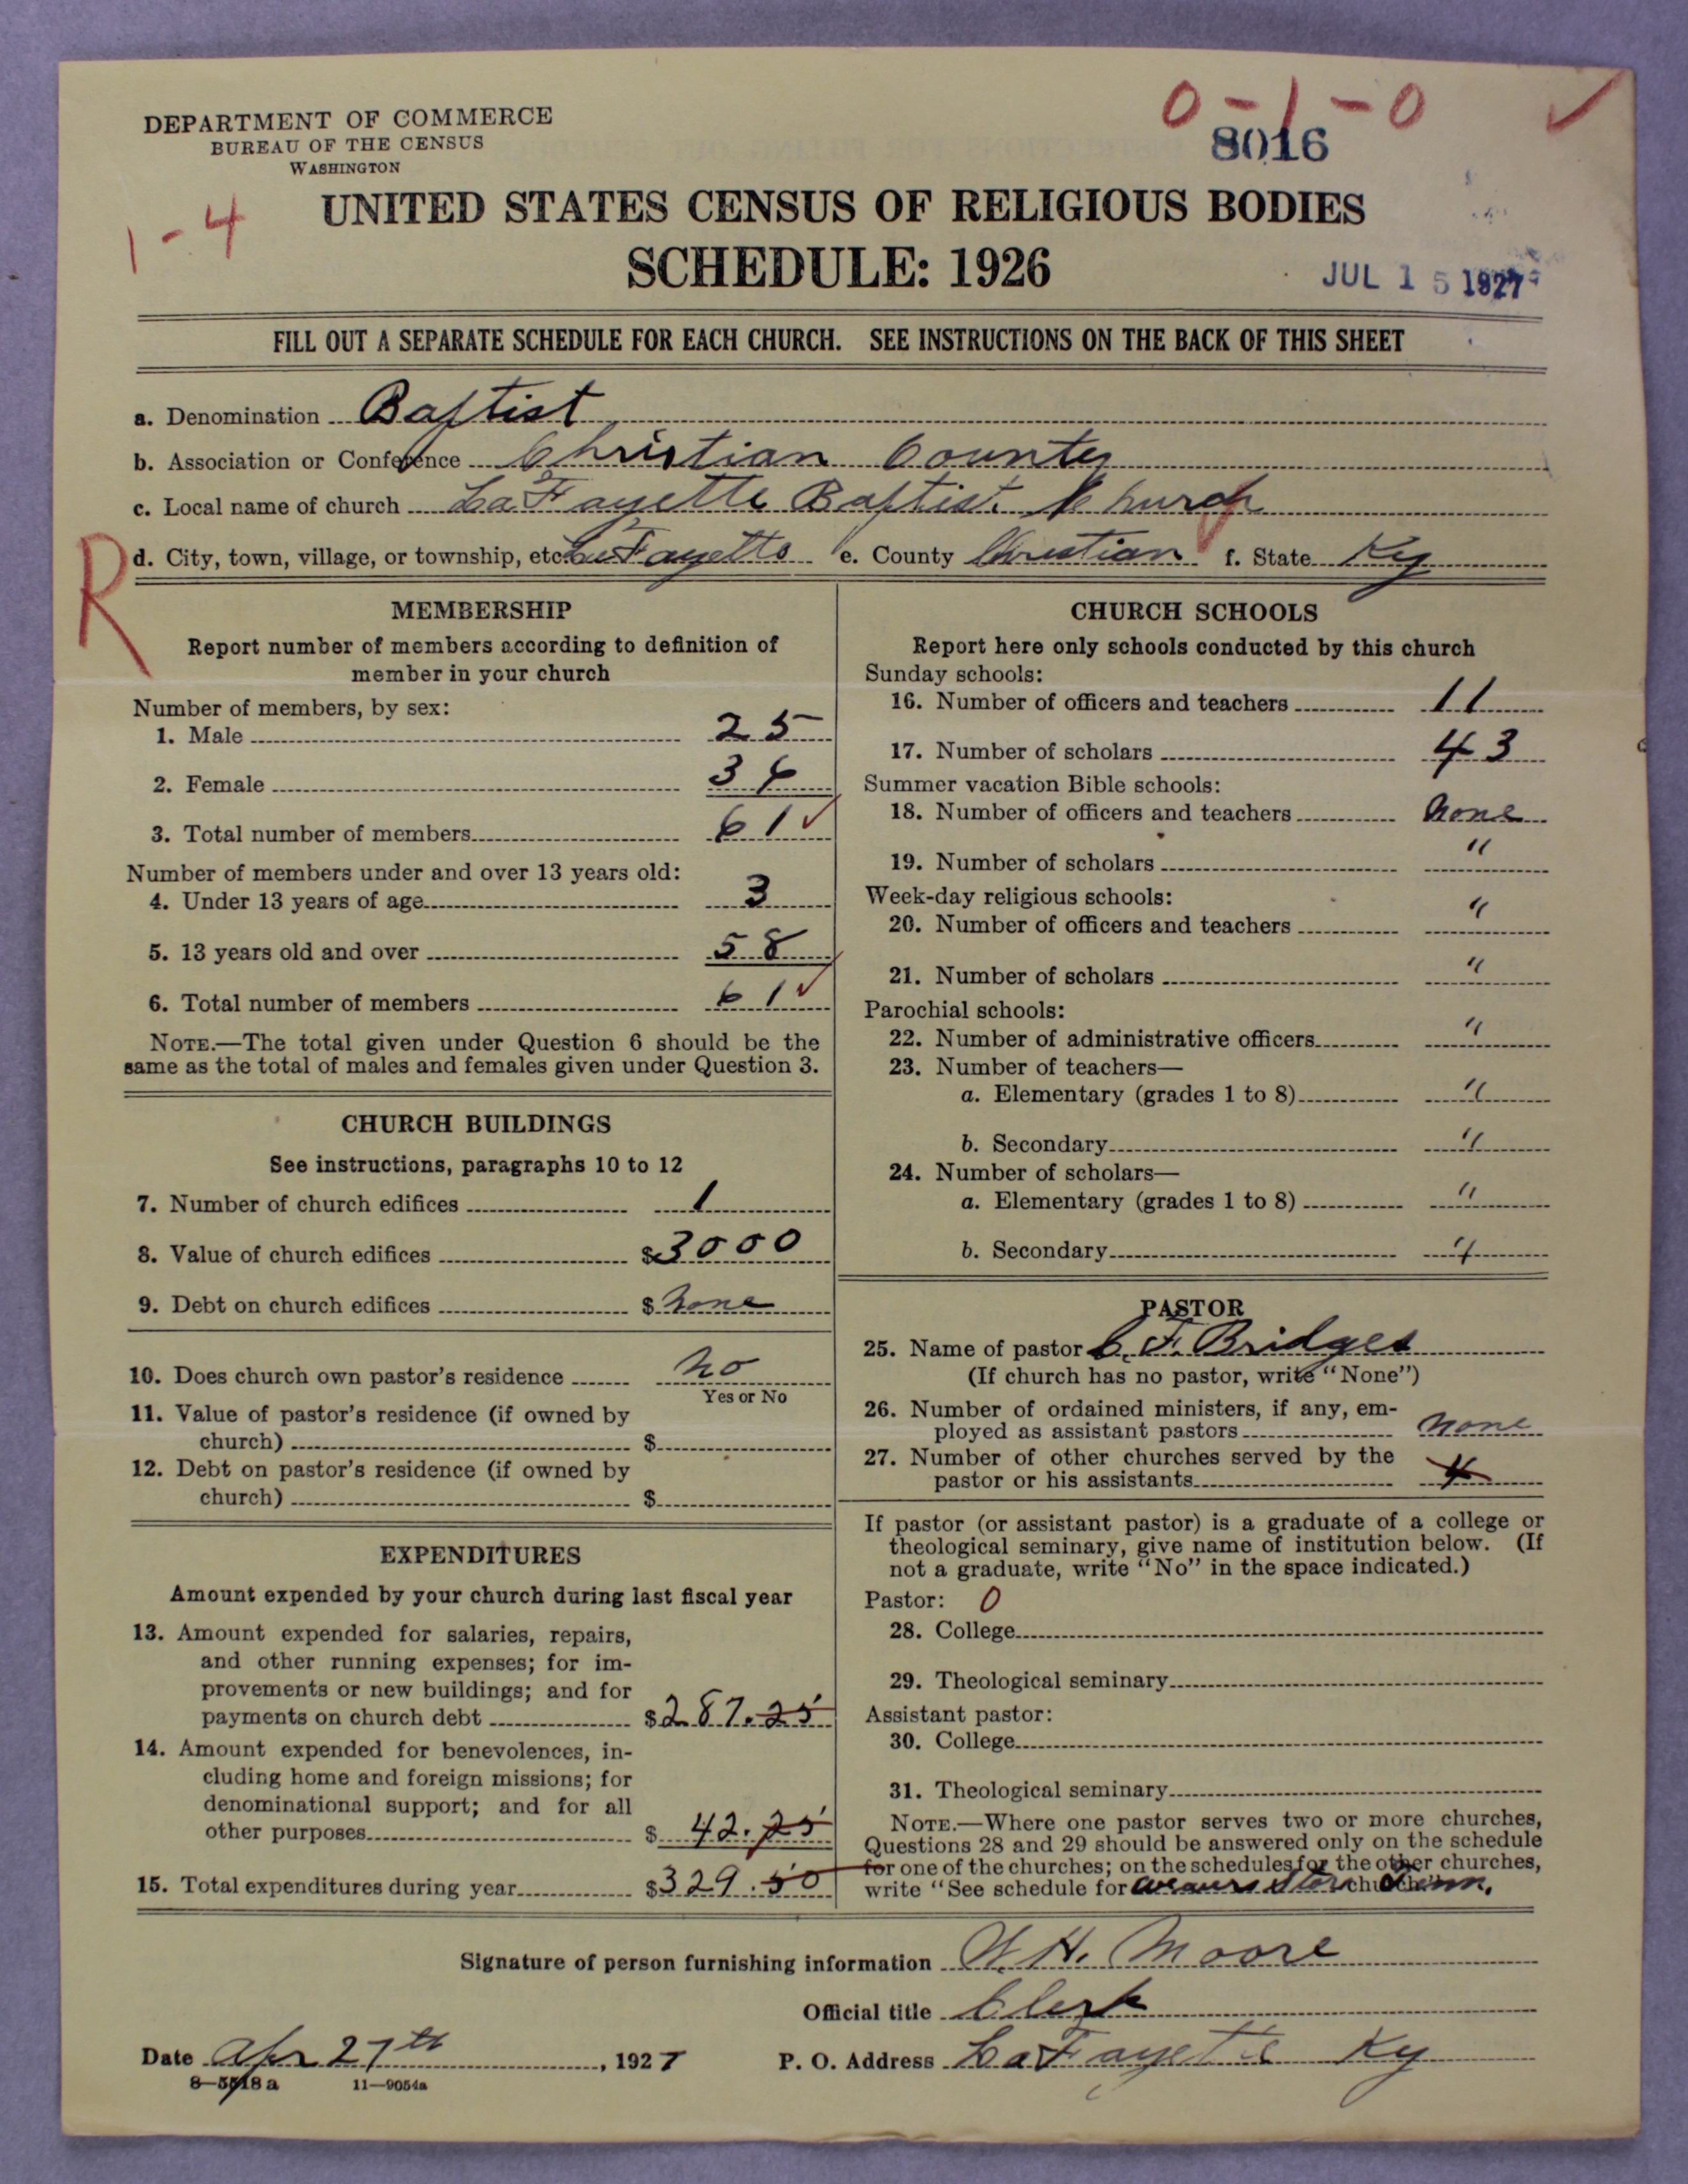 0-1-0 ✓
DEPARTMENT OF COMMERCE
BUREAU OF THE CENSUS
WASHINGTON
8016
1-4
UNITED STATES CENSUS OF RELIGIOUS BODIES
SCHEDULE: 1926
JUL 15 1927
FILL OUT A SEPARATE SCHEDULE FOR EACH CHURCH. SEE INSTRUCTIONS ON THE BACK OF THIS SHEET
a. Denomination Baptist
b. Association or Conference Christian County
c. Local name of church LaFayette Baptist Church
R
d. City, town, village, or township, etc. LaFayette e. County Christian f. State Ky
MEMBERSHIP
Report number of members according to definition of
member in your church
Number of members, by sex:
1. Male 25
2. Female 36
3. Total number of members 61 ✓
Number of members under and over 13 years old:
4. Under 13 years of age 3
5. 13 years old and over 58
6. Total number of members 61 ✓
NOTE.—The total given under Question 6 should be the
same as the total of males and females given under Question 3.
CHURCH BUILDINGS
See instructions, paragraphs 10 to 12
7. Number of church edifices 1
8. Value of church edifices $3000
9. Debt on church edifices $ none
10. Does church own pastor's residence no
Yes or No
11. Value of pastor's residence (if owned by
church) $
12. Debt on pastor's residence (if owned by
church) $
EXPENDITURES
Amount expended by your church during last fiscal year
13. Amount expended for salaries, repairs,
and other running expenses; for im-
provements or new buildings; and for
payments on church debt $287.25
14. Amount expended for benevolences, in-
cluding home and foreign missions; for
denominational support; and for all
other purposes $ 42.25
15. Total expenditures during year $329.50
CHURCH SCHOOLS
Report here only schools conducted by this church
Sunday schools:
16. Number of officers and teachers 11
17. Number of scholars 43
Summer vacation Bible schools:
18. Number of officers and teachers none
19. Number of scholars "
Week-day religious schools:
20. Number of officers and teachers "
21. Number of scholars "
Parochial schools:
22. Number of administrative officers "
23. Number of teachers—
a. Elementary (grades 1 to 8) "
b. Secondary "
24. Number of scholars—
a. Elementary (grades 1 to 8) "
b. Secondary "
PASTOR
25. Name of pastor C. F. Bridges
(If church has no pastor, write "None")
26. Number of ordained ministers, if any, em-
ployed as assistant pastors none
27. Number of other churches served by the
pastor or his assistants 4
If pastor (or assistant pastor) is a graduate of a college or
theological seminary, give name of institution below. (If
not a graduate, write "No" in the space indicated.)
Pastor: 0
28. College
29. Theological seminary
Assistant pastor:
30. College
31. Theological seminary
NOTE.—Where one pastor serves two or more churches,
Questions 28 and 29 should be answered only on the schedule
for one of the churches; on the schedules for the other churches,
write "See schedule for Weavers Store church" Tenn.
Signature of person furnishing information W. H. Moore
Official title Clerk
Date Apr 27th, 1927 P. O. Address LaFayette Ky
8—5518 a 11—9054a